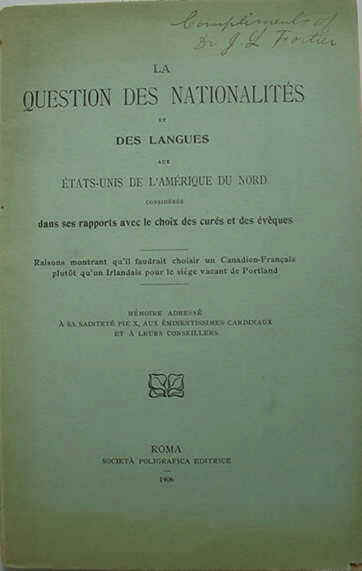 Compliments of
Dr. J. L Fortier
LA
QUESTION DES NATIONALITÉS
ET
DES LANGUES
AUX
ÉTATS-UNIS DE L'AMÉRIQUE DU NORD
CONSIDÉRÉE
dans ses rapports avec le choix des curés et des évèques
Raisons montrant qu'il faudrait choisir un Canadien-Français
plutôt qu'un Irlandais pour le siège vacant de Portland
MÉMOIRE ADRESSÉ
À SA SAINTETÉ PIE X, AUX ÉMINENTISSIMES CARDINAUX
ET À LEURS CONSEILLERS
ROMA
SOCIETÀ POLIGRAFICA EDITRICE
1906